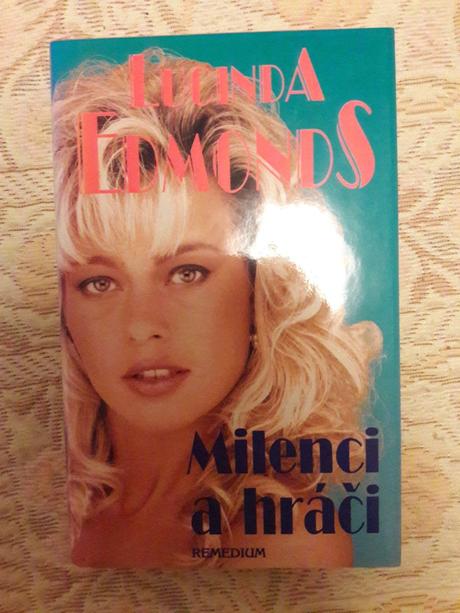 LUCINDA
EDMONDS
Milenci
a hráči
REMEDIUM